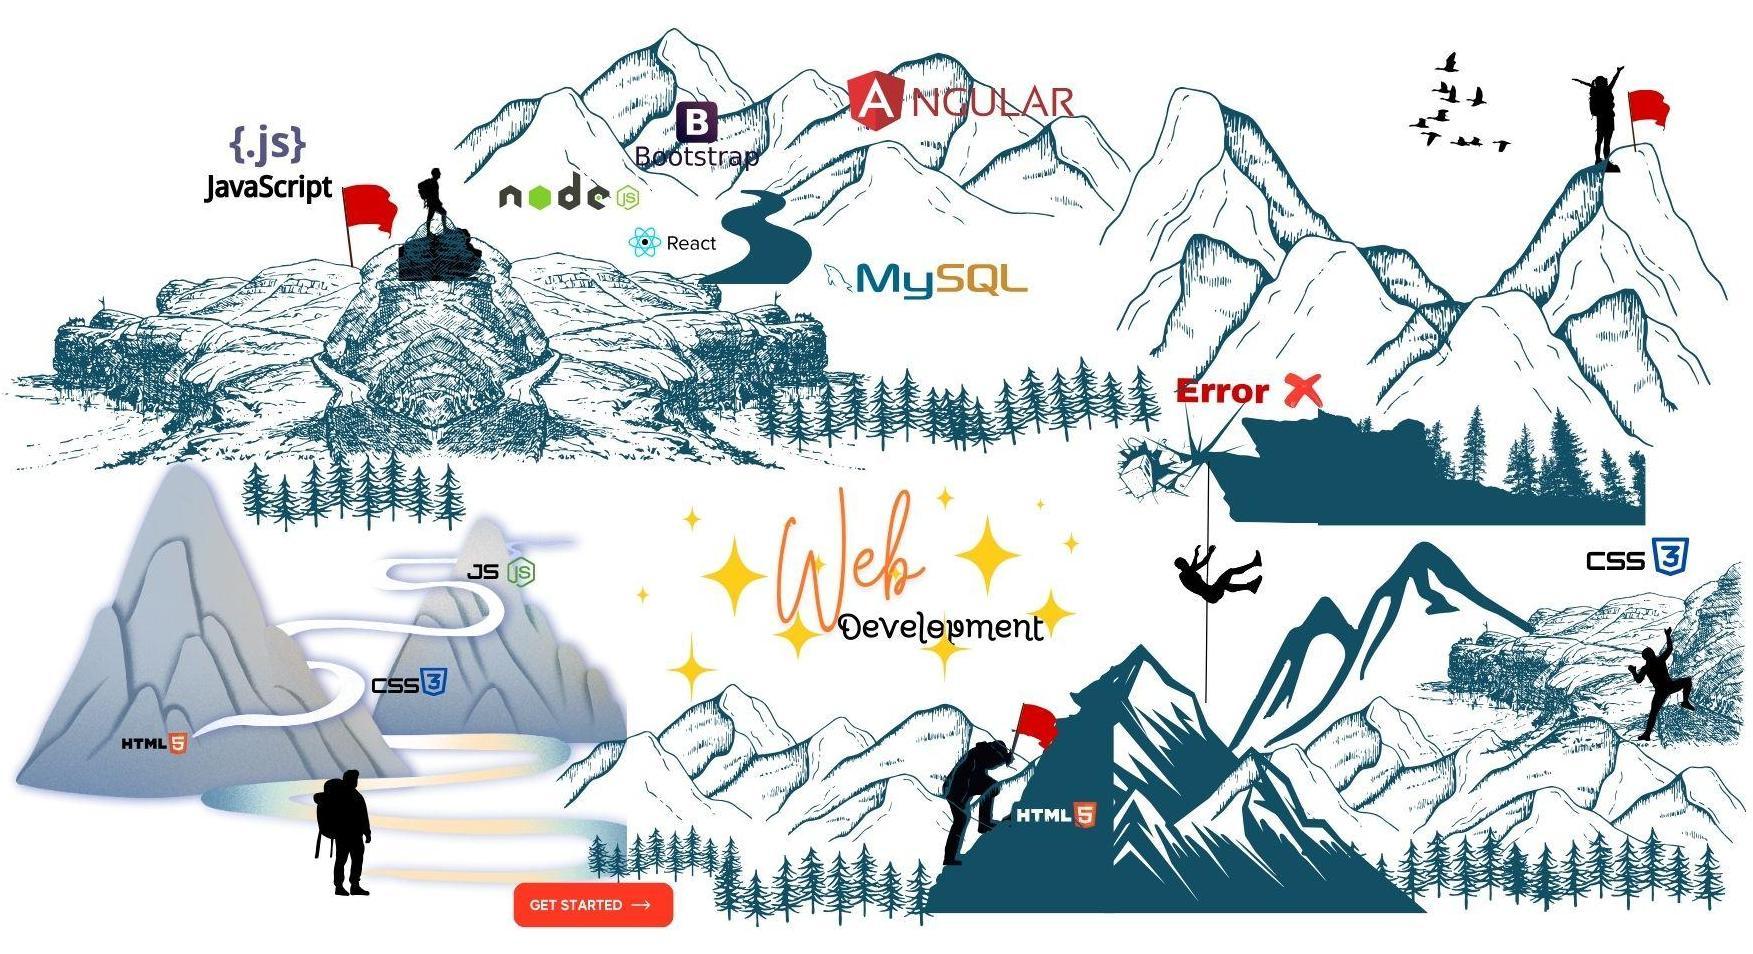 {.js}
JavaScript
B
Bootstrap
ANGULAR
node JS
React
MySQL
Error
JS JS
CSS 3
HTML 5
Web
Development
CSS 3
HTML 5
GET STARTED →